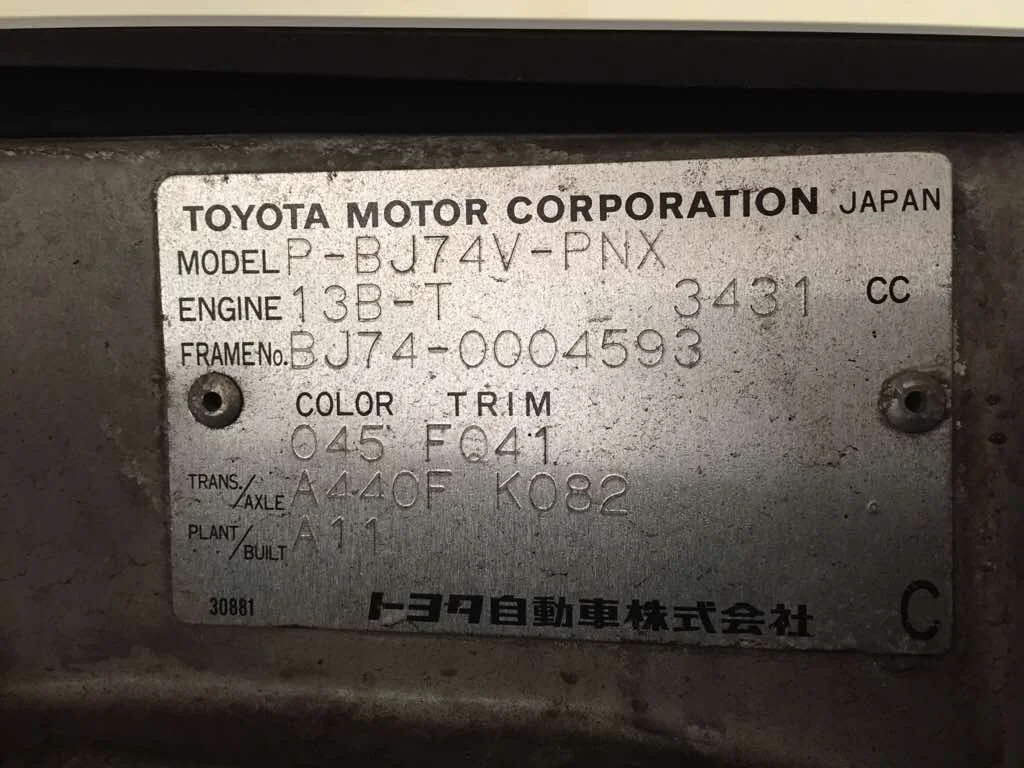 TOYOTA MOTOR CORPORATION JAPAN
MODEL P-BJ74V-PNX
ENGINE 13B-T 3431 CC
FRAME No. BJ74-0004593
COLOR TRIM
045 FQ41
TRANS./AXLE A440F K082
PLANT/BUILT A11
30881 トヨタ自動車株式会社 C